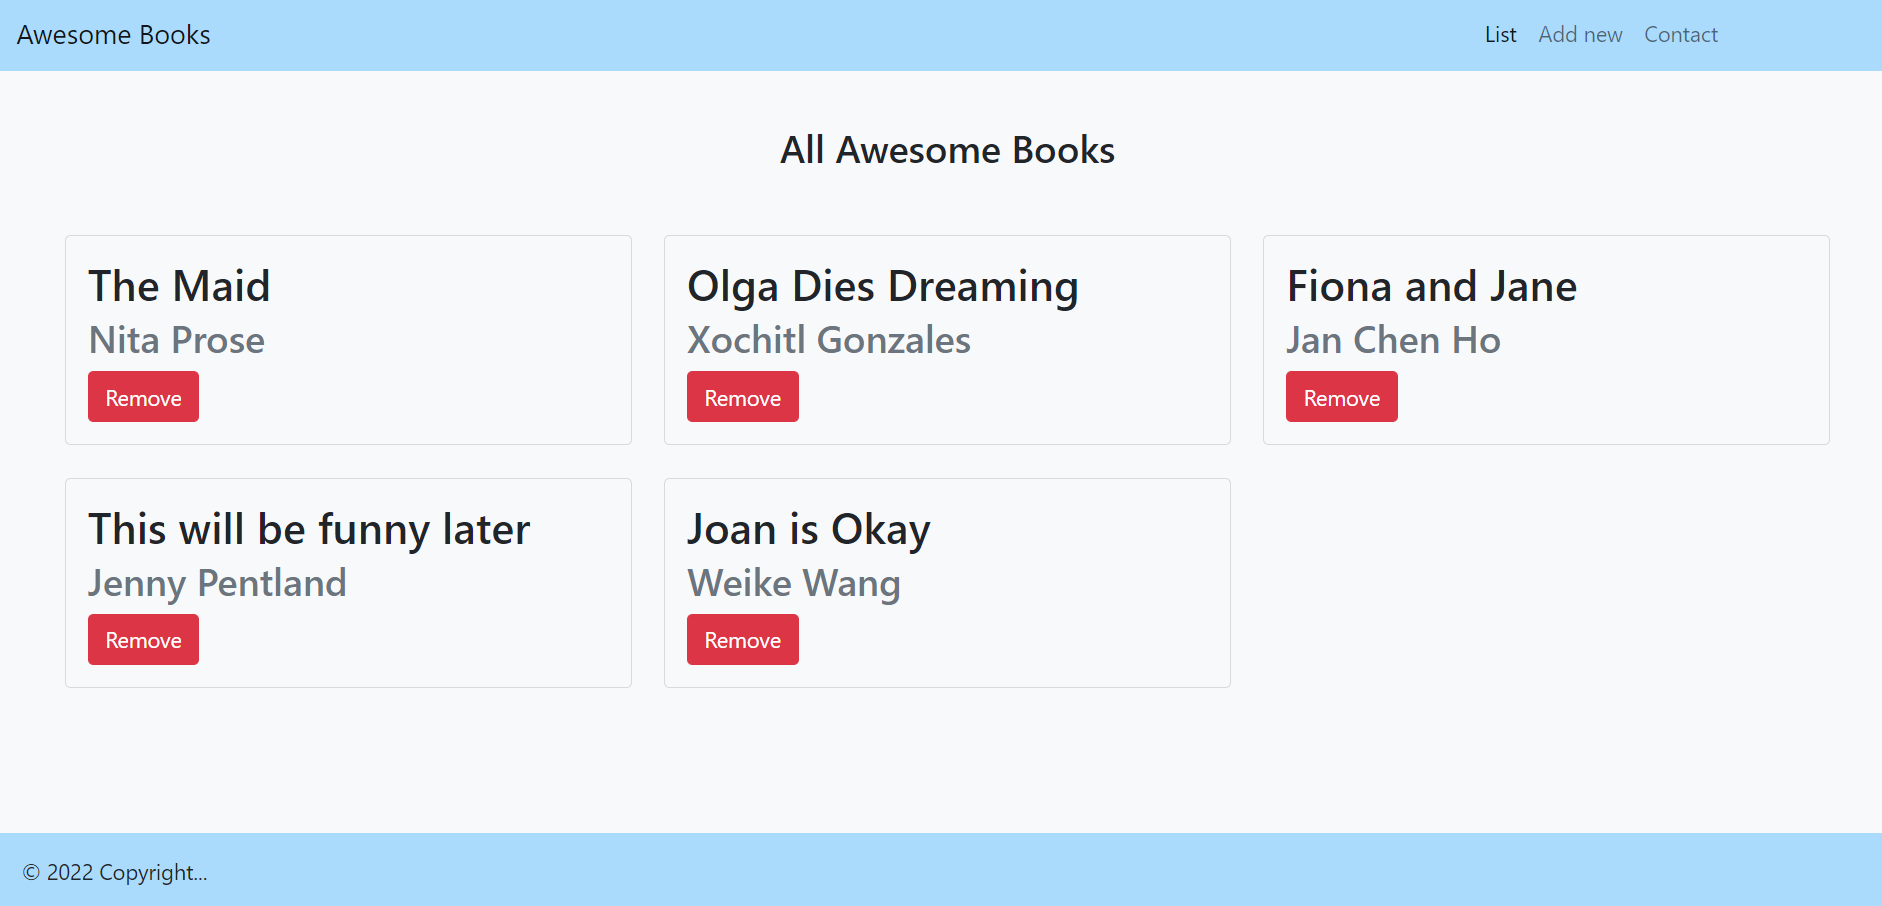 Awesome Books
List Add new Contact
All Awesome Books
The Maid
Nita Prose
Remove
Olga Dies Dreaming
Xochitl Gonzales
Remove
Fiona and Jane
Jan Chen Ho
Remove
This will be funny later
Jenny Pentland
Remove
Joan is Okay
Weike Wang
Remove
© 2022 Copyright...